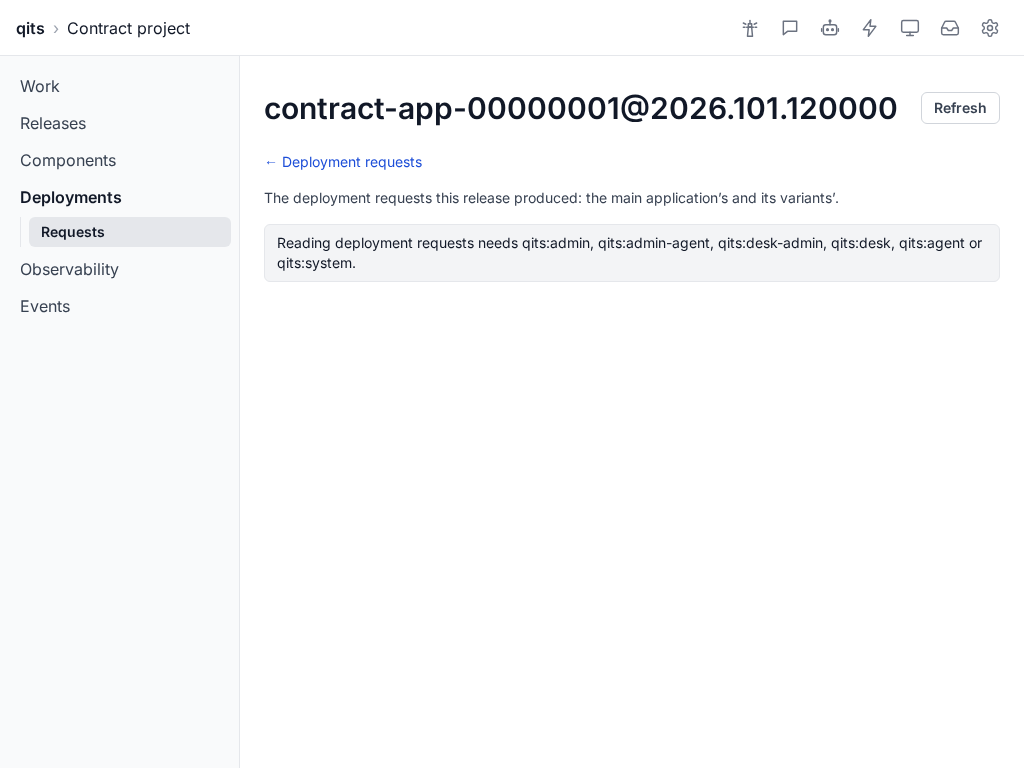 qits › Contract project
Work
Releases
Components
Deployments
Requests
Observability
Events
contract-app-00000001@2026.101.120000
Refresh
← Deployment requests
The deployment requests this release produced: the main application’s and its variants’.
Reading deployment requests needs qits:admin, qits:admin-agent, qits:desk-admin, qits:desk, qits:agent or
qits:system.